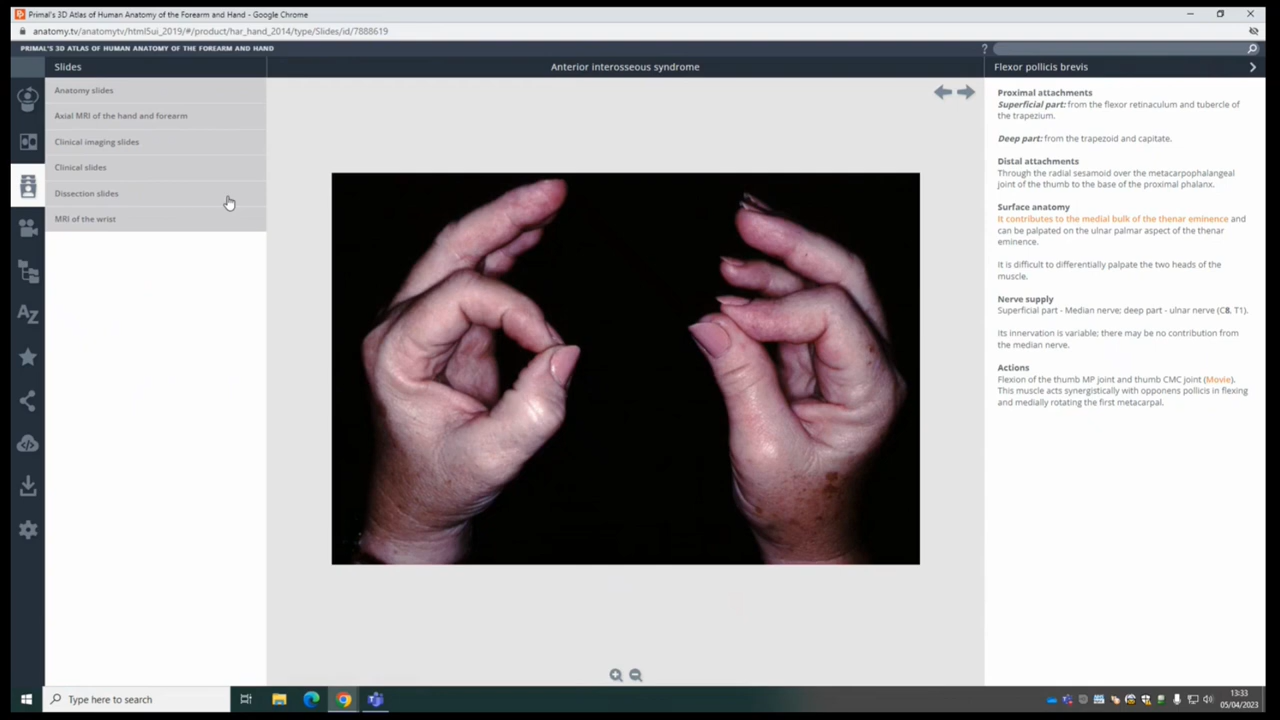 Primal's 3D Atlas of Human Anatomy of the Forearm and Hand - Google Chrome
anatomy.tv/anatomytv/html5ui_2019/#/product/har_hand_2014/type/Slides/id/7888619
PRIMAL'S 3D ATLAS OF HUMAN ANATOMY OF THE FOREARM AND HAND
?
Slides
Anatomy slides
Axial MRI of the hand and forearm
Clinical imaging slides
Clinical slides
Dissection slides
MRI of the wrist
AZ
Anterior interosseous syndrome
Flexor pollicis brevis
Proximal attachments
Superficial part: from the flexor retinaculum and tubercle of
the trapezium.
Deep part: from the trapezoid and capitate.
Distal attachments
Through the radial sesamoid over the metacarpophalangeal
joint of the thumb to the base of the proximal phalanx.
Surface anatomy
It contributes to the medial bulk of the thenar eminence and
can be palpated on the ulnar palmar aspect of the thenar
eminence.
It is difficult to differentially palpate the two heads of the
muscle.
Nerve supply
Superficial part - Median nerve; deep part - ulnar nerve (C8, T1).
Its innervation is variable; there may be no contribution from
the median nerve.
Actions
Flexion of the thumb MP joint and thumb CMC joint (Movie).
This muscle acts synergistically with opponens pollicis in flexing
and medially rotating the first metacarpal.
Type here to search
13:33
05/04/2023